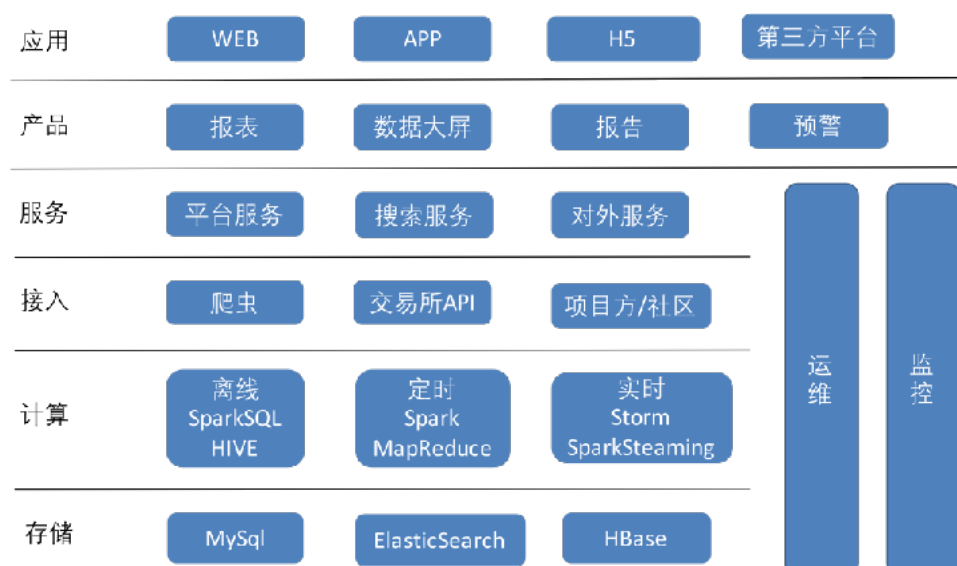 应用
WEB
APP
H5
第三方平台
产品
报表
数据大屏
报告
预警
服务
平台服务
搜索服务
对外服务
接入
爬虫
交易所API
项目方/社区
计算
离线
SparkSQL
HIVE
定时
Spark
MapReduce
实时
Storm
SparkSteaming
存储
MySql
ElasticSearch
HBase
运
维
监
控